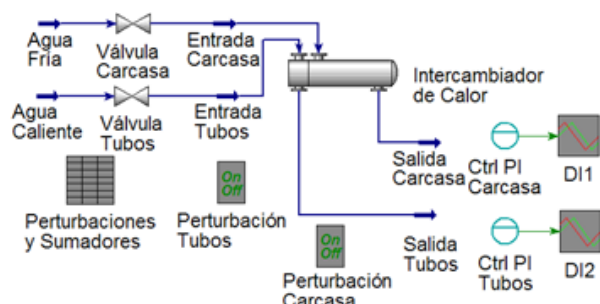 Agua
Fría
Válvula
Carcasa
Entrada
Carcasa
Intercambiador
de Calor
Agua
Caliente
Válvula
Tubos
Entrada
Tubos
Salida
Carcasa
Ctrl PI
Carcasa
DI1
On
Off
Perturbaciones
y Sumadores
Perturbación
Tubos
On
Off
Perturbación
Carcasa
Salida
Tubos
Ctrl PI
Tubos
DI2